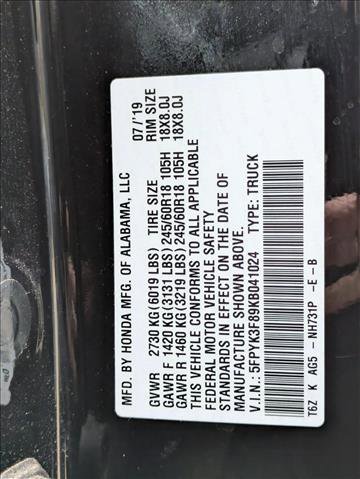 MFD. BY HONDA MFG. OF ALABAMA, LLC 07/'19
GVWR 2730 KG (6019 LBS) TIRE SIZE RIM SIZE
GAWR F 1420 KG (3131 LBS) 245/60R18 105H 18X8.0J
GAWR R 1460 KG (3219 LBS) 245/60R18 105H 18X8.0J
THIS VEHICLE CONFORMS TO ALL APPLICABLE
FEDERAL MOTOR VEHICLE SAFETY
STANDARDS IN EFFECT ON THE DATE OF
MANUFACTURE SHOWN ABOVE.
V.I.N.: 5FPYK3F89KB041024 TYPE: TRUCK
T6Z K AG5 -NH731P -E -B